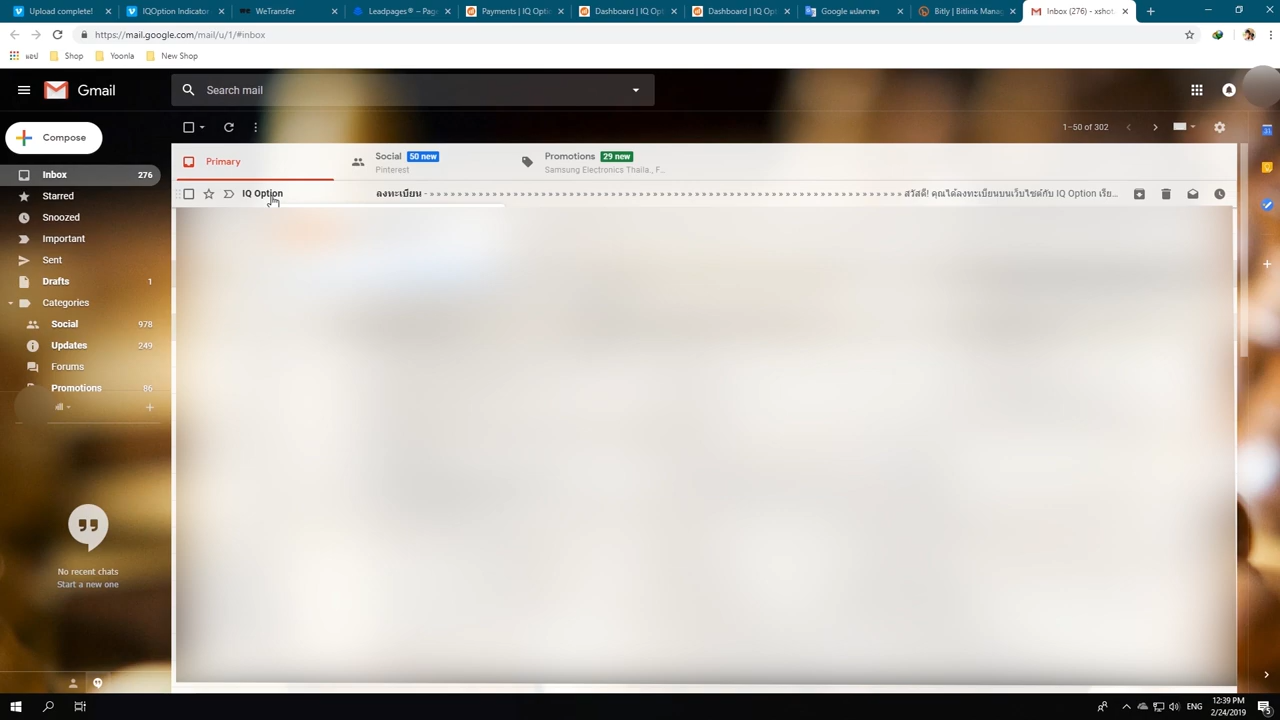 Upload complete!
IQOption Indicator
WeTransfer
Leadpages® – Page
Payments | IQ Optio
Dashboard | IQ Opti
Dashboard | IQ Opti
Google แปลภาษา
Bitly | Bitlink Manag
Inbox (276) - xshot
https://mail.google.com/mail/u/1/#inbox
แอป
Shop
Yoonla
New Shop
Gmail
Search mail
Compose
1–50 of 302
Primary
Social 50 new
Pinterest
Promotions 29 new
Samsung Electronics Thaila., F...
Inbox 276
IQ Option ลงทะเบียน - » » » » » » » » » » » » » » » » » » » » » » » » » » » » » » » » » » » » » » » » » » » » » » » » » » » » » » » » » » » » » » » » » » » » สวัสดี! คุณได้ลงทะเบียนบนเว็บไซต์กับ IQ Option เรีย...
Starred
Snoozed
Important
Sent
Drafts 1
Categories
Social 978
Updates 249
Forums
Promotions 86
No recent chats
Start a new one
ENG
12:39 PM
2/24/2019
5